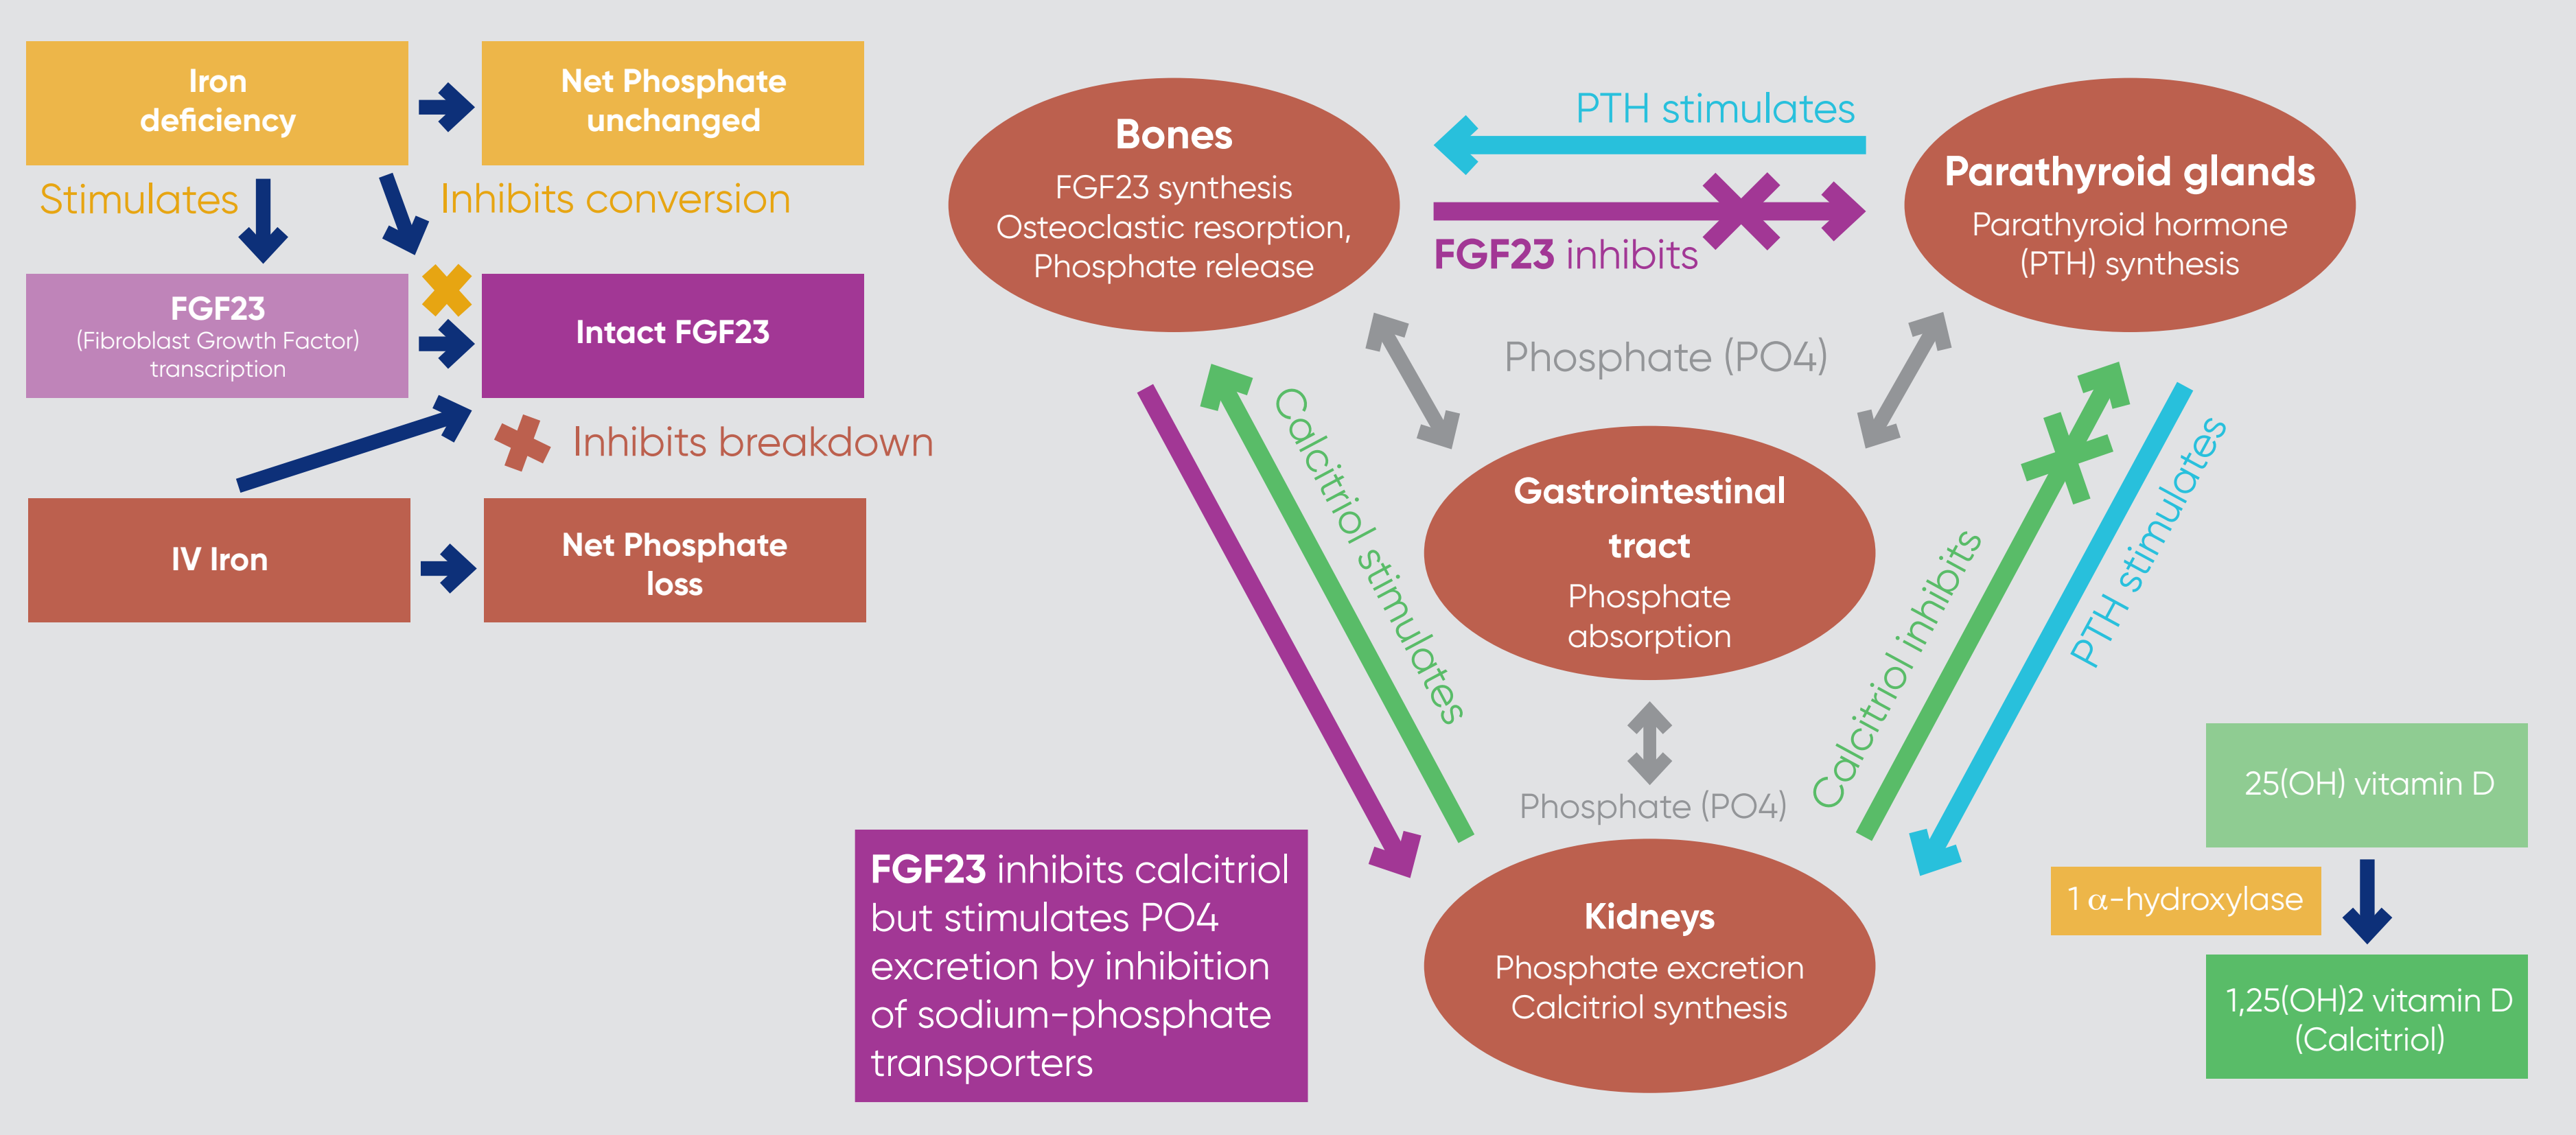 Iron
deficiency
Net Phosphate
unchanged
Stimulates
Inhibits conversion
FGF23
(Fibroblast Growth Factor)
transcription
Intact FGF23
Inhibits breakdown
IV Iron
Net Phosphate
loss
Bones
FGF23 synthesis
Osteoclastic resorption,
Phosphate release
PTH stimulates
FGF23 inhibits
Parathyroid glands
Parathyroid hormone
(PTH) synthesis
Phosphate (PO4)
Calcitriol stimulates
Gastrointestinal
tract
Phosphate
absorption
Calcitriol inhibits
PTH stimulates
Phosphate (PO4)
FGF23 inhibits calcitriol
but stimulates PO4
excretion by inhibition
of sodium-phosphate
transporters
Kidneys
Phosphate excretion
Calcitriol synthesis
25(OH) vitamin D
1 α-hydroxylase
1,25(OH)2 vitamin D
(Calcitriol)